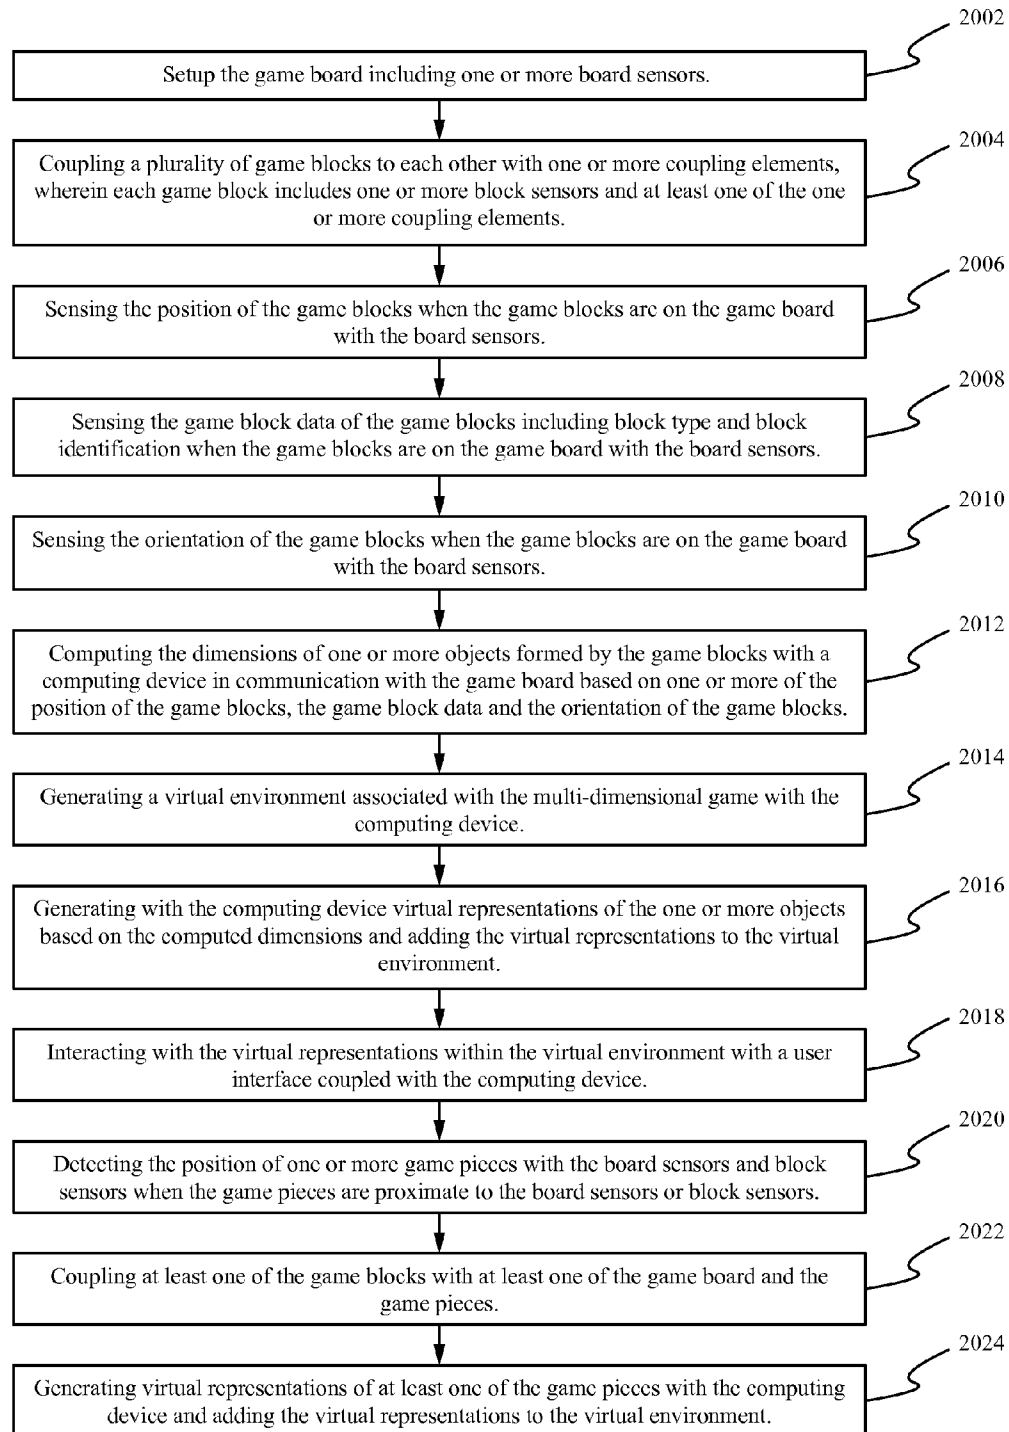 2002
Setup the game board including one or more board sensors.
2004
Coupling a plurality of game blocks to each other with one or more coupling elements,
wherein each game block includes one or more block sensors and at least one of the one
or more coupling elements.
2006
Sensing the position of the game blocks when the game blocks are on the game board
with the board sensors.
2008
Sensing the game block data of the game blocks including block type and block
identification when the game blocks are on the game board with the board sensors.
2010
Sensing the orientation of the game blocks when the game blocks are on the game board
with the board sensors.
2012
Computing the dimensions of one or more objects formed by the game blocks with a
computing device in communication with the game board based on one or more of the
position of the game blocks, the game block data and the orientation of the game blocks.
2014
Generating a virtual environment associated with the multi-dimensional game with the
computing device.
2016
Generating with the computing device virtual representations of the one or more objects
based on the computed dimensions and adding the virtual representations to the virtual
environment.
2018
Interacting with the virtual representations within the virtual environment with a user
interface coupled with the computing device.
2020
Detecting the position of one or more game pieces with the board sensors and block
sensors when the game pieces are proximate to the board sensors or block sensors.
2022
Coupling at least one of the game blocks with at least one of the game board and the
game pieces.
2024
Generating virtual representations of at least one of the game pieces with the computing
device and adding the virtual representations to the virtual environment.